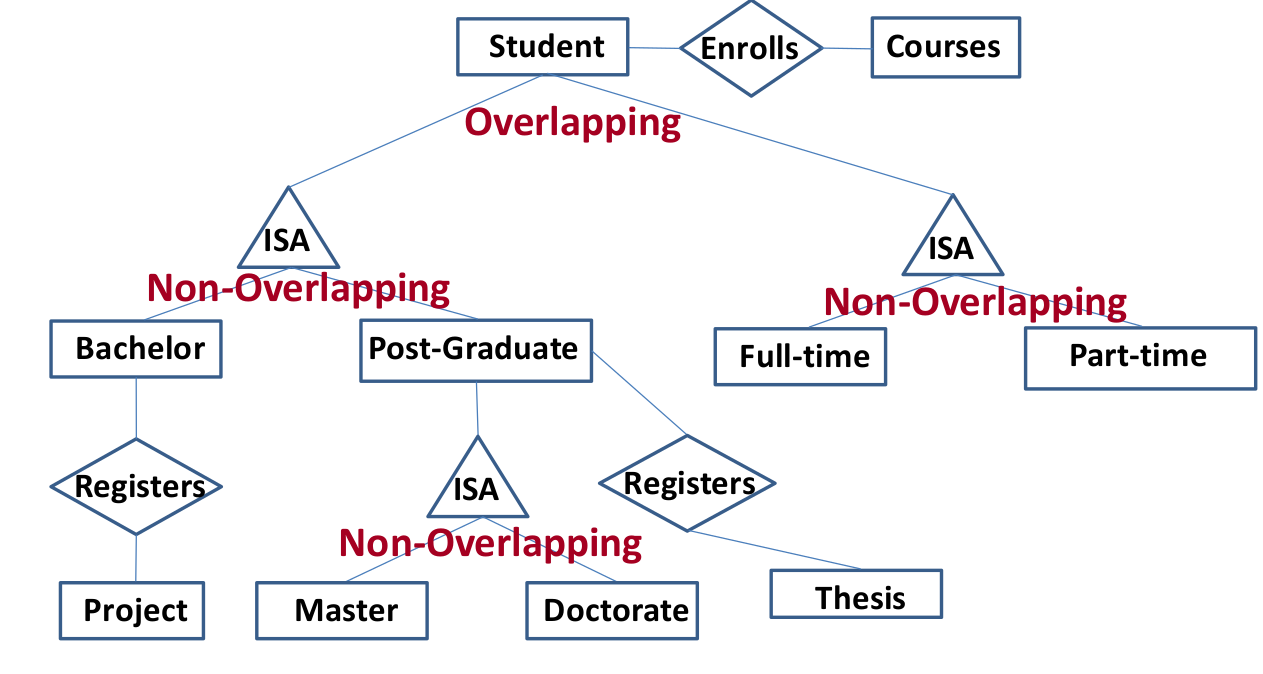 Student
Enrolls
Courses
Overlapping
ISA
ISA
Non-Overlapping
Non-Overlapping
Bachelor
Post-Graduate
Full-time
Part-time
Registers
ISA
Registers
Non-Overlapping
Project
Master
Doctorate
Thesis